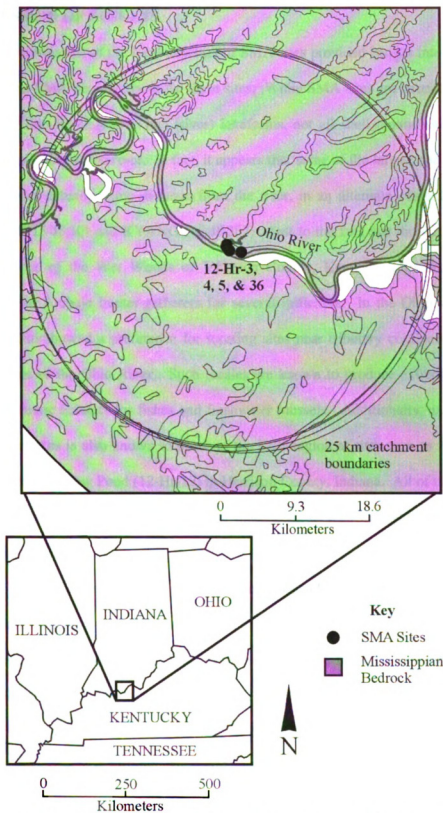 Ohio River
12-Hr-3,
4, 5, & 36
25 km catchment
boundaries
0 9.3 18.6
Kilometers
ILLINOIS
INDIANA
OHIO
KENTUCKY
TENNESSEE
0 250 500
Kilometers
Key
SMA Sites
Mississippian
Bedrock
N